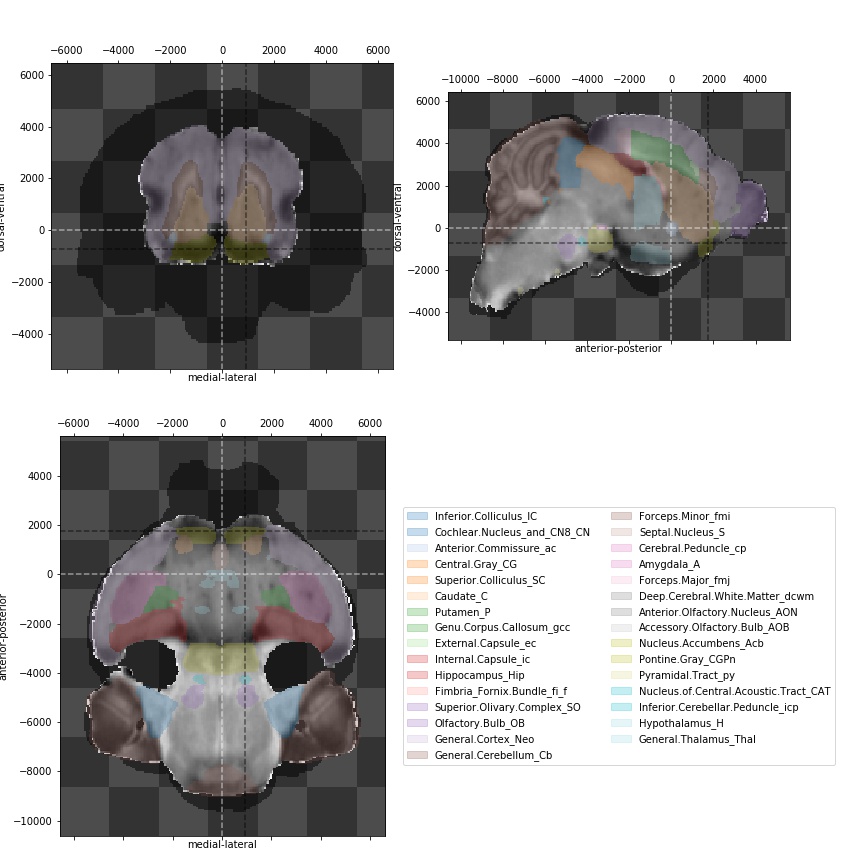 −6000 −4000 −2000 0 2000 4000 6000
6000
4000
2000
0
−2000
−4000
dorsal-ventral
medial-lateral
−10000 −8000 −6000 −4000 −2000 0 2000 4000
6000
4000
2000
0
−2000
−4000
dorsal-ventral
anterior-posterior
−6000 −4000 −2000 0 2000 4000 6000
4000
2000
0
−2000
−4000
−6000
−8000
−10000
anterior-posterior
medial-lateral
Inferior.Colliculus_IC
Cochlear.Nucleus_and_CN8_CN
Anterior.Commissure_ac
Central.Gray_CG
Superior.Colliculus_SC
Caudate_C
Putamen_P
Genu.Corpus.Callosum_gcc
External.Capsule_ec
Internal.Capsule_ic
Hippocampus_Hip
Fimbria_Fornix.Bundle_fi_f
Superior.Olivary.Complex_SO
Olfactory.Bulb_OB
General.Cortex_Neo
General.Cerebellum_Cb
Forceps.Minor_fmi
Septal.Nucleus_S
Cerebral.Peduncle_cp
Amygdala_A
Forceps.Major_fmj
Deep.Cerebral.White.Matter_dcwm
Anterior.Olfactory.Nucleus_AON
Accessory.Olfactory.Bulb_AOB
Nucleus.Accumbens_Acb
Pontine.Gray_CGPn
Pyramidal.Tract_py
Nucleus.of.Central.Acoustic.Tract_CAT
Inferior.Cerebellar.Peduncle_icp
Hypothalamus_H
General.Thalamus_Thal